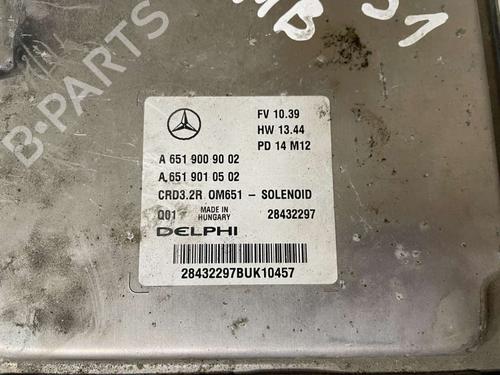 B-PARTS
MB 51
FV 10.39
HW 13.44
PD 14 M12
A 651 900 90 02
A 651 901 05 02
CRD3.2R OM651 - SOLENOID
Q01
MADE IN
HUNGARY
28432297
DELPHI
28432297BUK10457